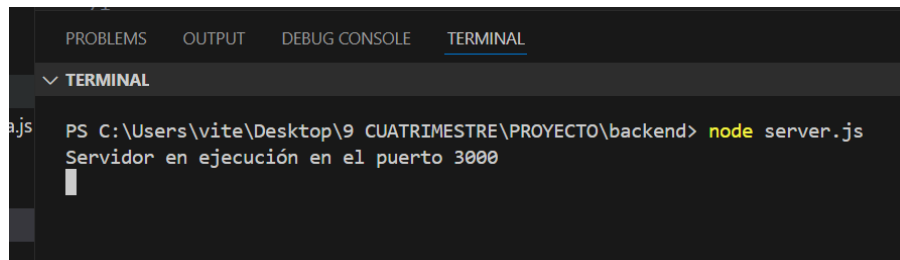 PROBLEMS OUTPUT DEBUG CONSOLE TERMINAL
TERMINAL
a.js
PS C:\Users\vite\Desktop\9 CUATRIMESTRE\PROYECTO\backend> node server.js
Servidor en ejecución en el puerto 3000